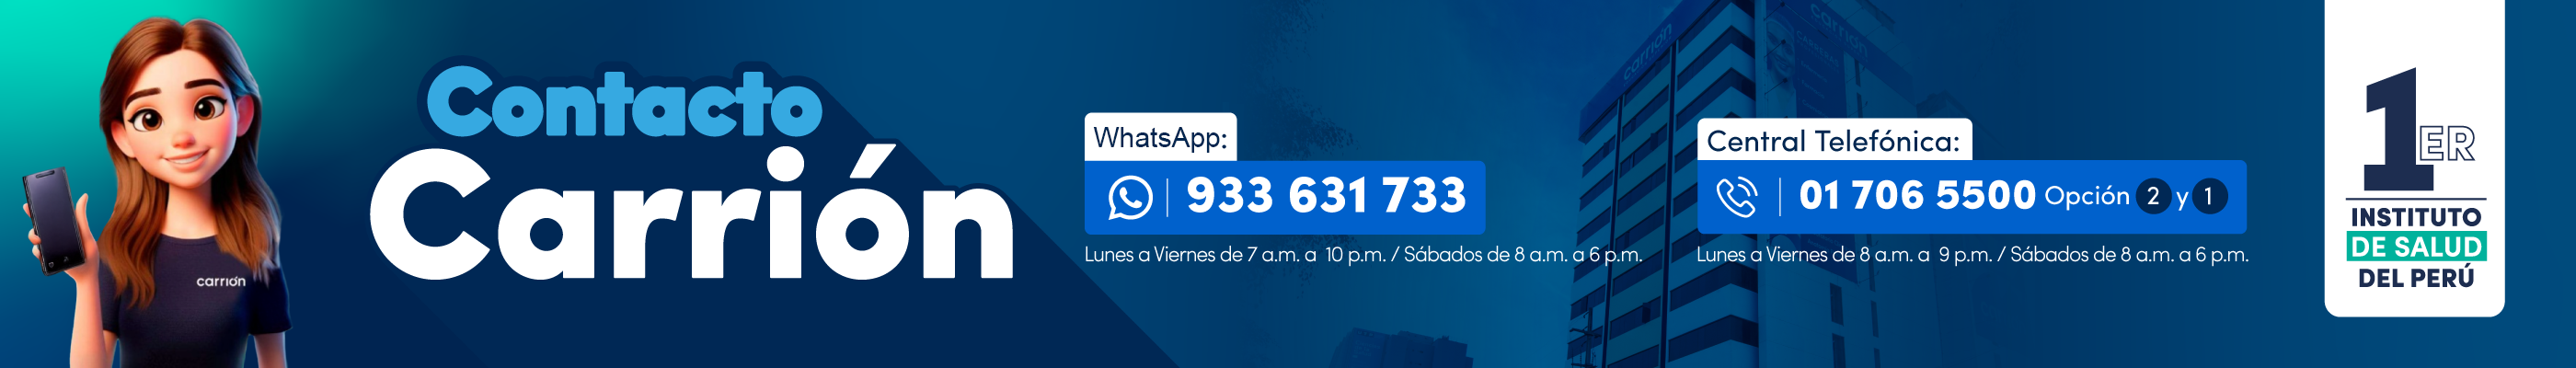 Contacto
Carrión
carrión
WhatsApp:
933 631 733
Lunes a Viernes de 7 a.m. a 10 p.m. / Sábados de 8 a.m. a 6 p.m.
carrión
carrión
Central Telefónica:
01 706 5500 Opción 2 y 1
Lunes a Viernes de 8 a.m. a 9 p.m. / Sábados de 8 a.m. a 6 p.m.
1ER
INSTITUTO
DE SALUD
DEL PERÚ